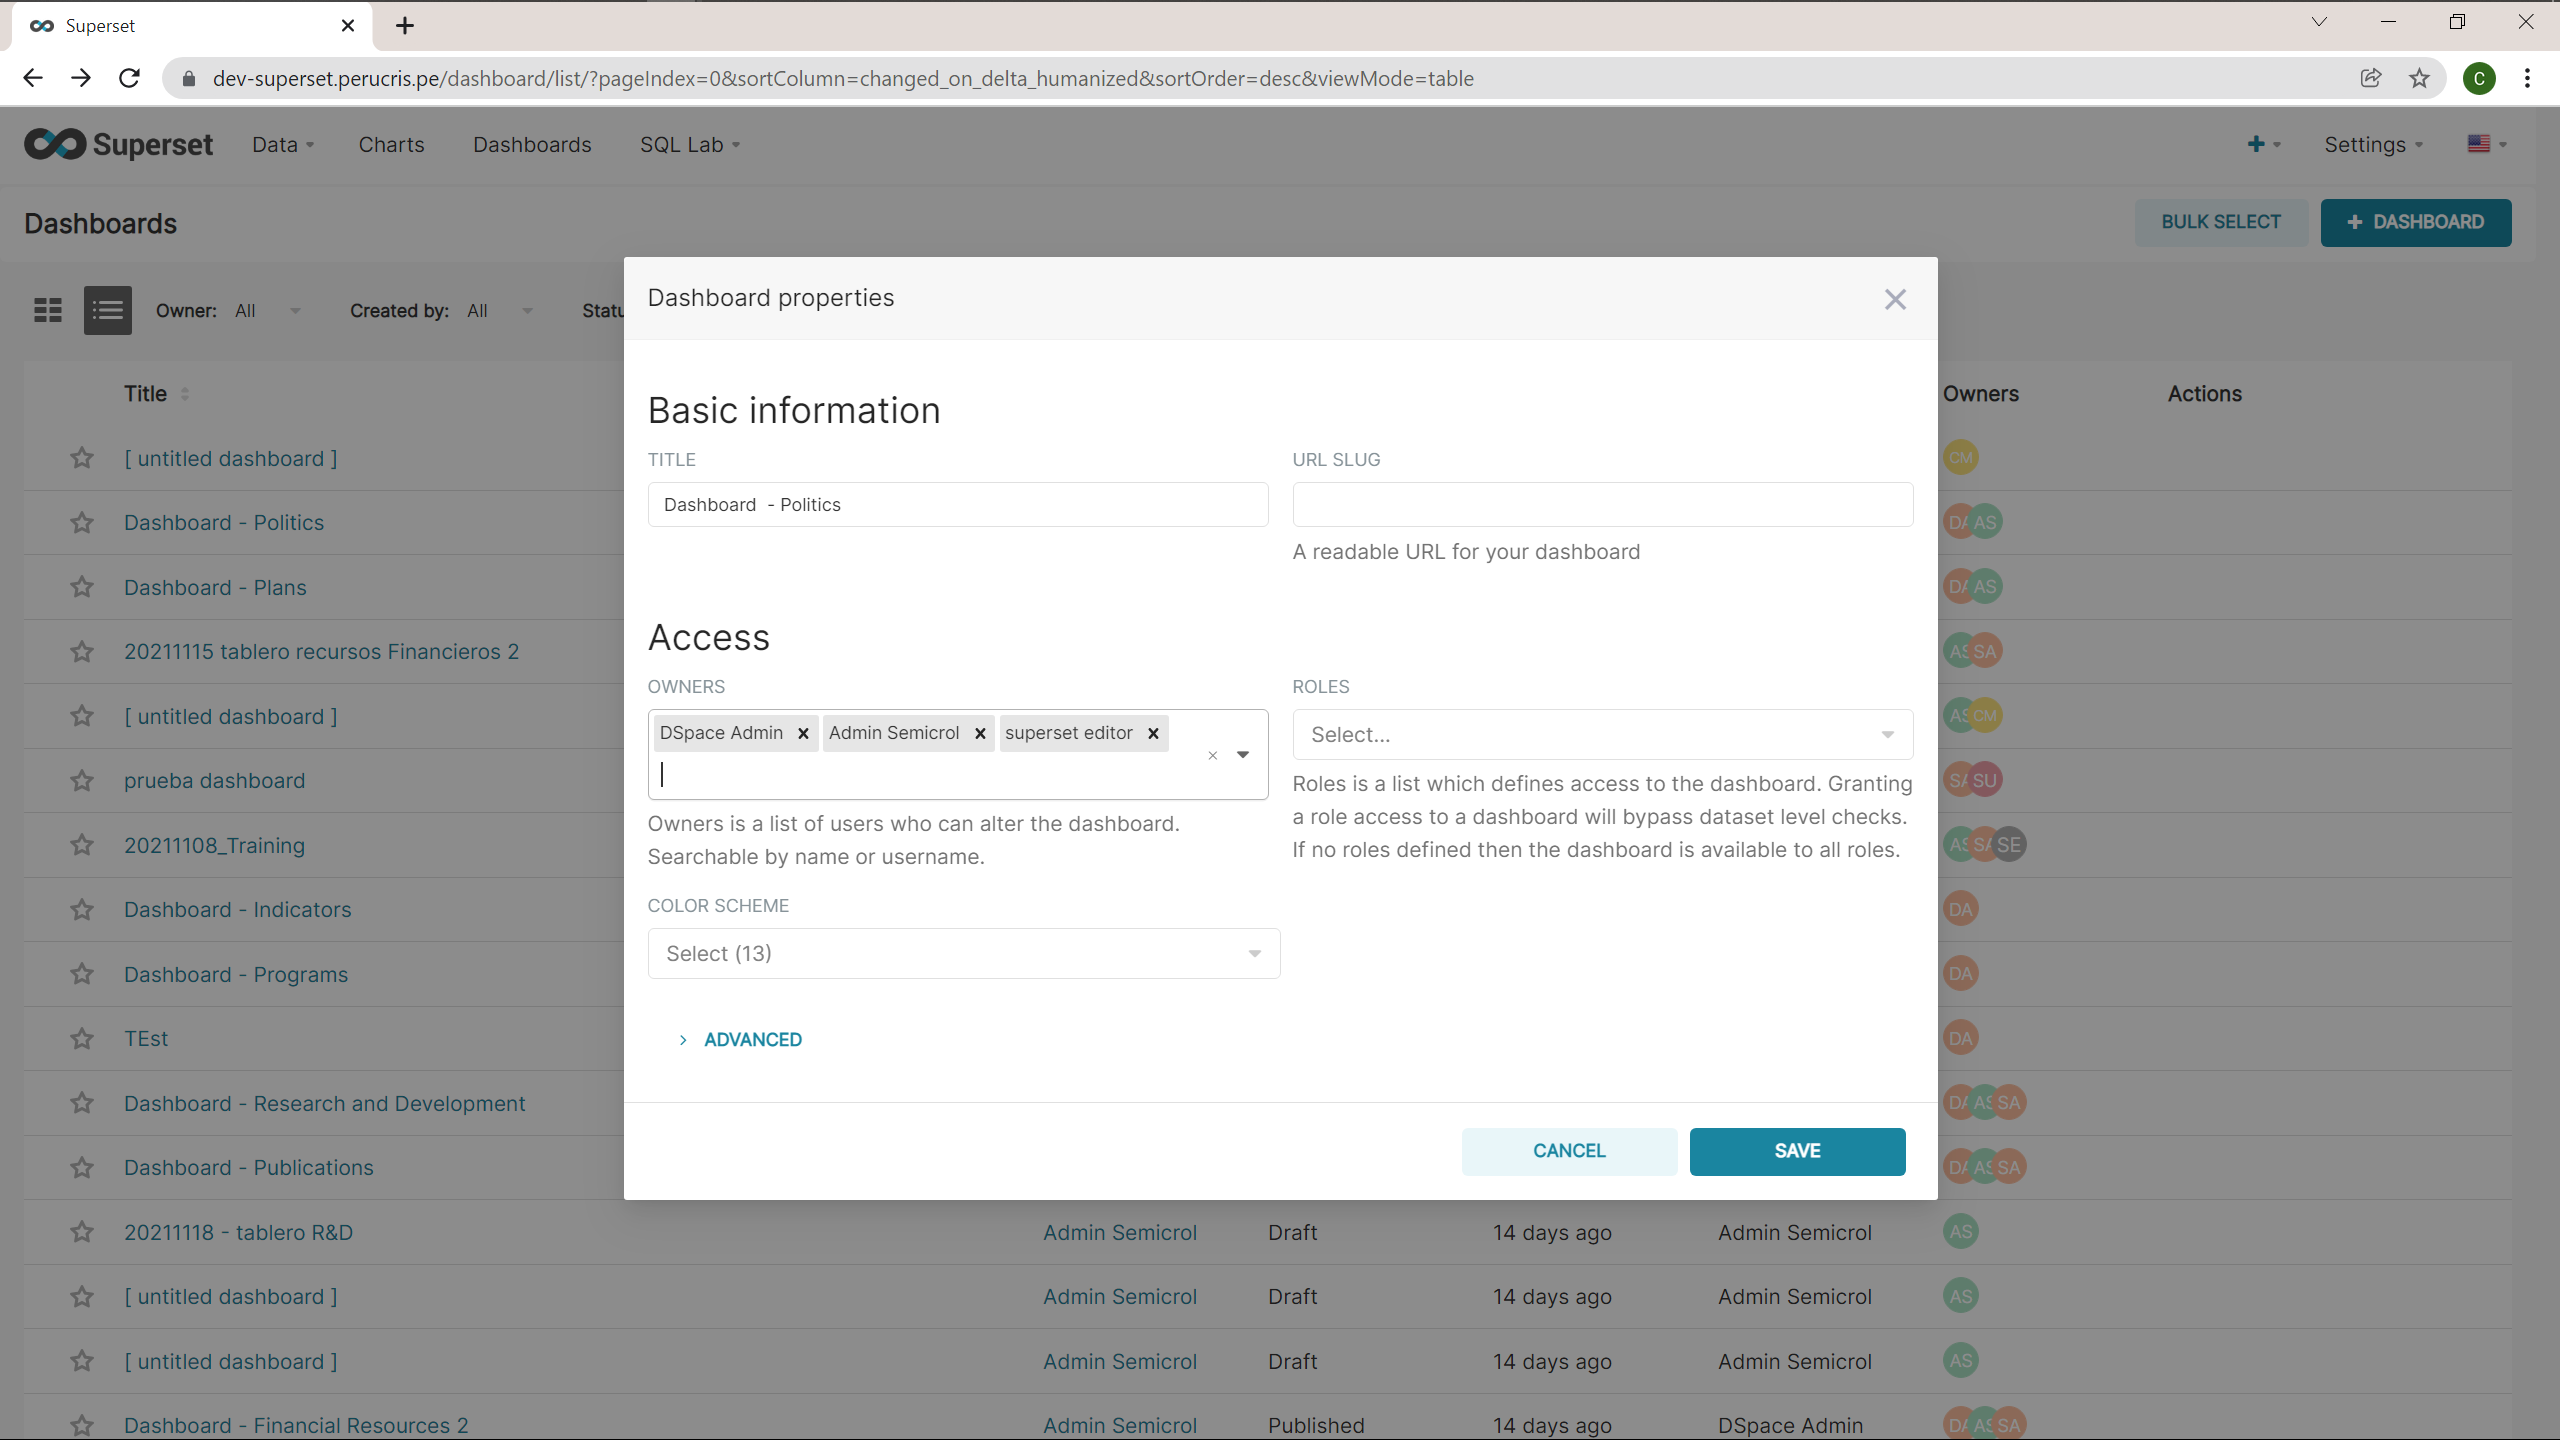 Superset
dev-superset.perucris.pe/dashboard/list/?pageIndex=0&sortColumn=changed_on_delta_humanized&sortOrder=desc&viewMode=table
C
Superset Data Charts Dashboards SQL Lab Settings
Dashboards BULK SELECT + DASHBOARD
Owner: All Created by: All Statu
Dashboard properties
Title Owners Actions
Basic information
TITLE URL SLUG
Dashboard  - Politics
A readable URL for your dashboard
Access
OWNERS ROLES
DSpace Admin Admin Semicrol superset editor
Select...
Owners is a list of users who can alter the dashboard.
Searchable by name or username.
Roles is a list which defines access to the dashboard. Granting
a role access to a dashboard will bypass dataset level checks.
If no roles defined then the dashboard is available to all roles.
COLOR SCHEME
Select (13)
ADVANCED
CANCEL SAVE
[ untitled dashboard ] CM
Dashboard - Politics DA AS
Dashboard - Plans DA AS
20211115 tablero recursos Financieros 2 AS SA
[ untitled dashboard ] AS CM
prueba dashboard SA SU
20211108_Training AS SA SE
Dashboard - Indicators DA
Dashboard - Programs DA
TEst DA
Dashboard - Research and Development DA AS SA
Dashboard - Publications DA AS SA
20211118 - tablero R&D Admin Semicrol Draft 14 days ago Admin Semicrol AS
[ untitled dashboard ] Admin Semicrol Draft 14 days ago Admin Semicrol AS
[ untitled dashboard ] Admin Semicrol Draft 14 days ago Admin Semicrol AS
Dashboard - Financial Resources 2 Admin Semicrol Published 14 days ago DSpace Admin DA AS SA